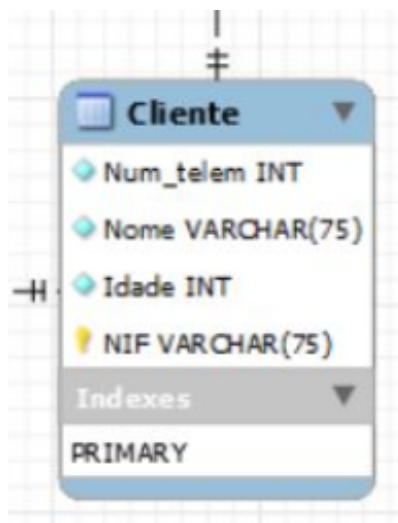 Cliente
Num_telem INT
Nome VARCHAR(75)
Idade INT
NIF VARCHAR(75)
Indexes
PRIMARY